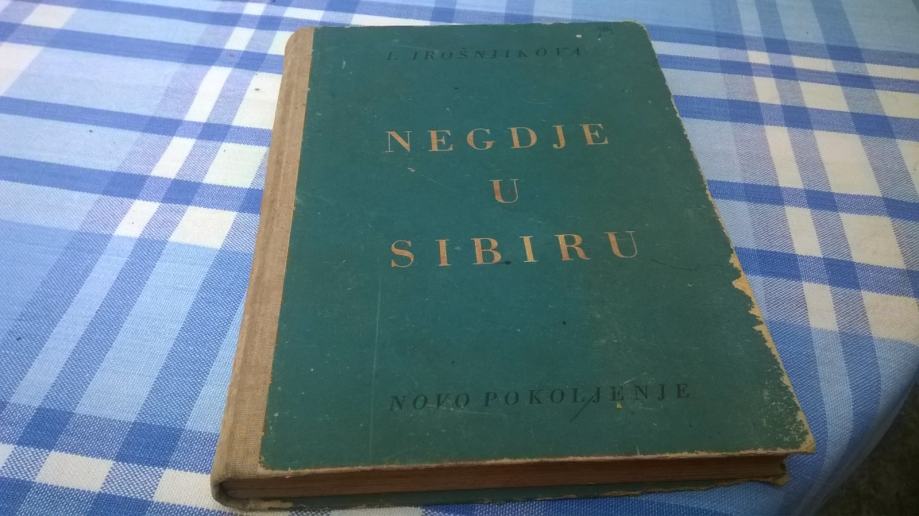 I. IROŠNJIKOVA
NEGDJE
U
SIBIRU
NOVO POKOLJENJE